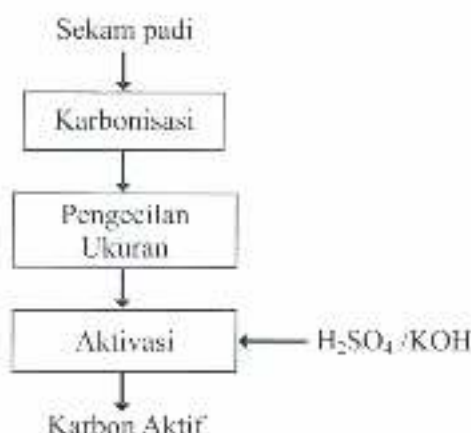 Sekam padi
Karbonisasi
Pengecilan
Ukuran
Aktivasi
H₂SO₄ /KOH
Karbon Aktif